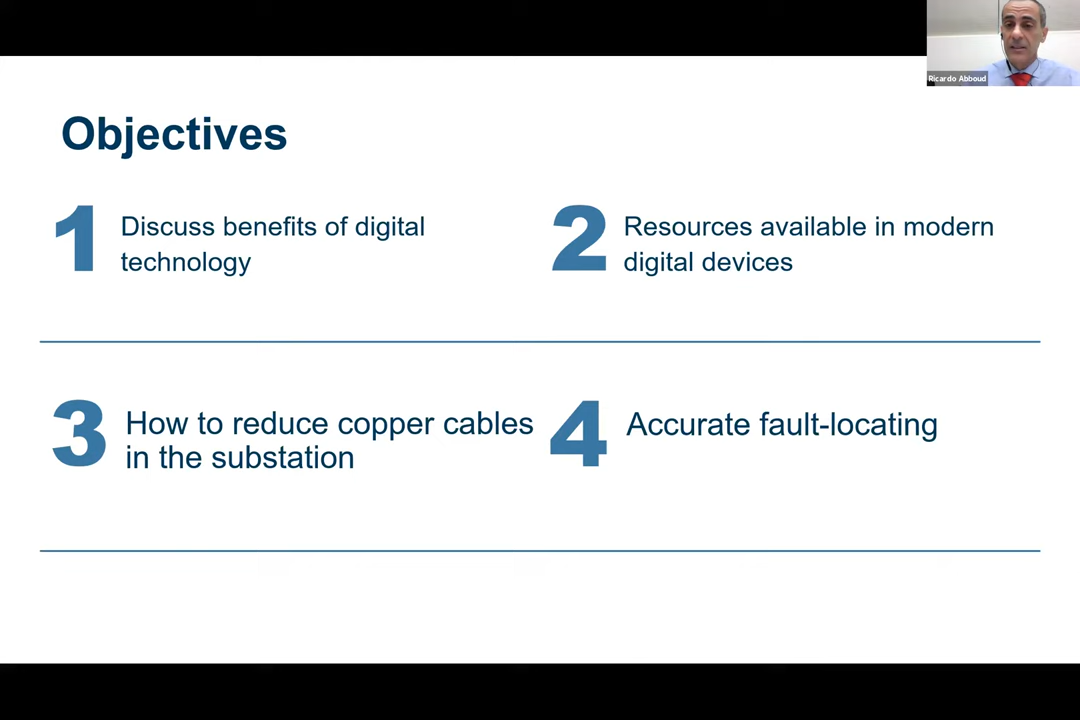 Ricardo Abboud
Objectives
1
Discuss benefits of digital
technology
2
Resources available in modern
digital devices
3
How to reduce copper cables
in the substation
4
Accurate fault-locating